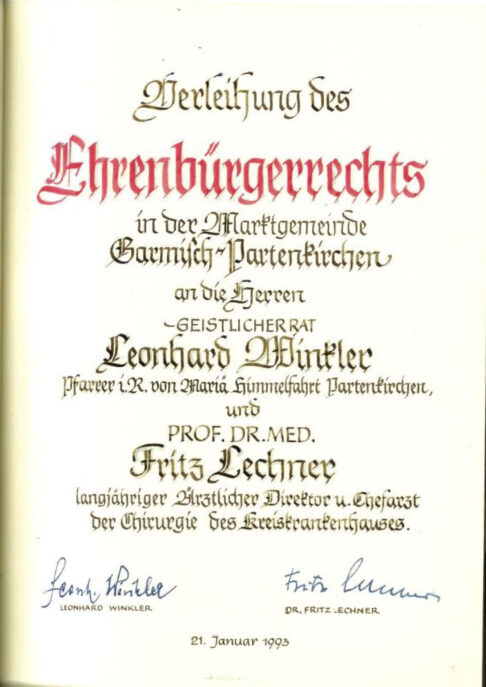 Verleihung des
Ehrenbürgerrechts
in der Marktgemeinde
Garmisch-Partenkirchen
an die Herren
-GEISTLICHER RAT
Leonhard Winkler
Pfarrer i.R. von Mariä Himmelfahrt Partenkirchen,
und
PROF. DR. MED.
Fritz Lechner
langjähriger Ärztlicher Direktor u. Chefarzt
der Chirurgie des Kreiskrankenhauses.
Leonh. Winkler
Fritz Lechner
LEONHARD WINKLER
DR. FRITZ LECHNER
21. Januar 1993